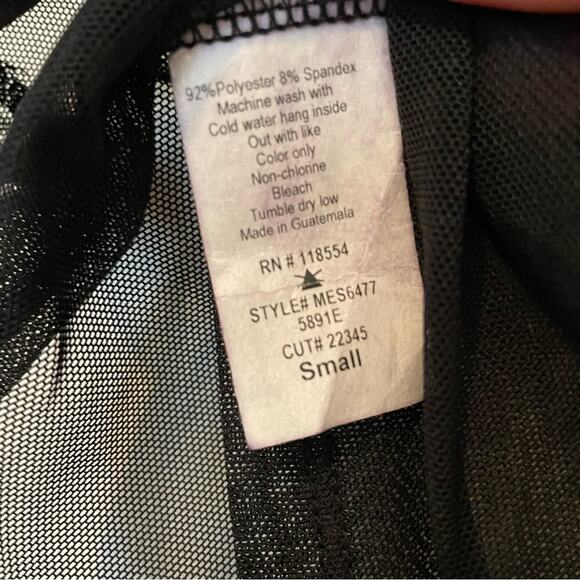 92%Polyester 8% Spandex
Machine wash with
Cold water hang inside
Out with like
Color only
Non-chlorine
Bleach
Tumble dry low
Made in Guatemala
RN # 118554
STYLE# MES6477
5891E
CUT# 22345
Small